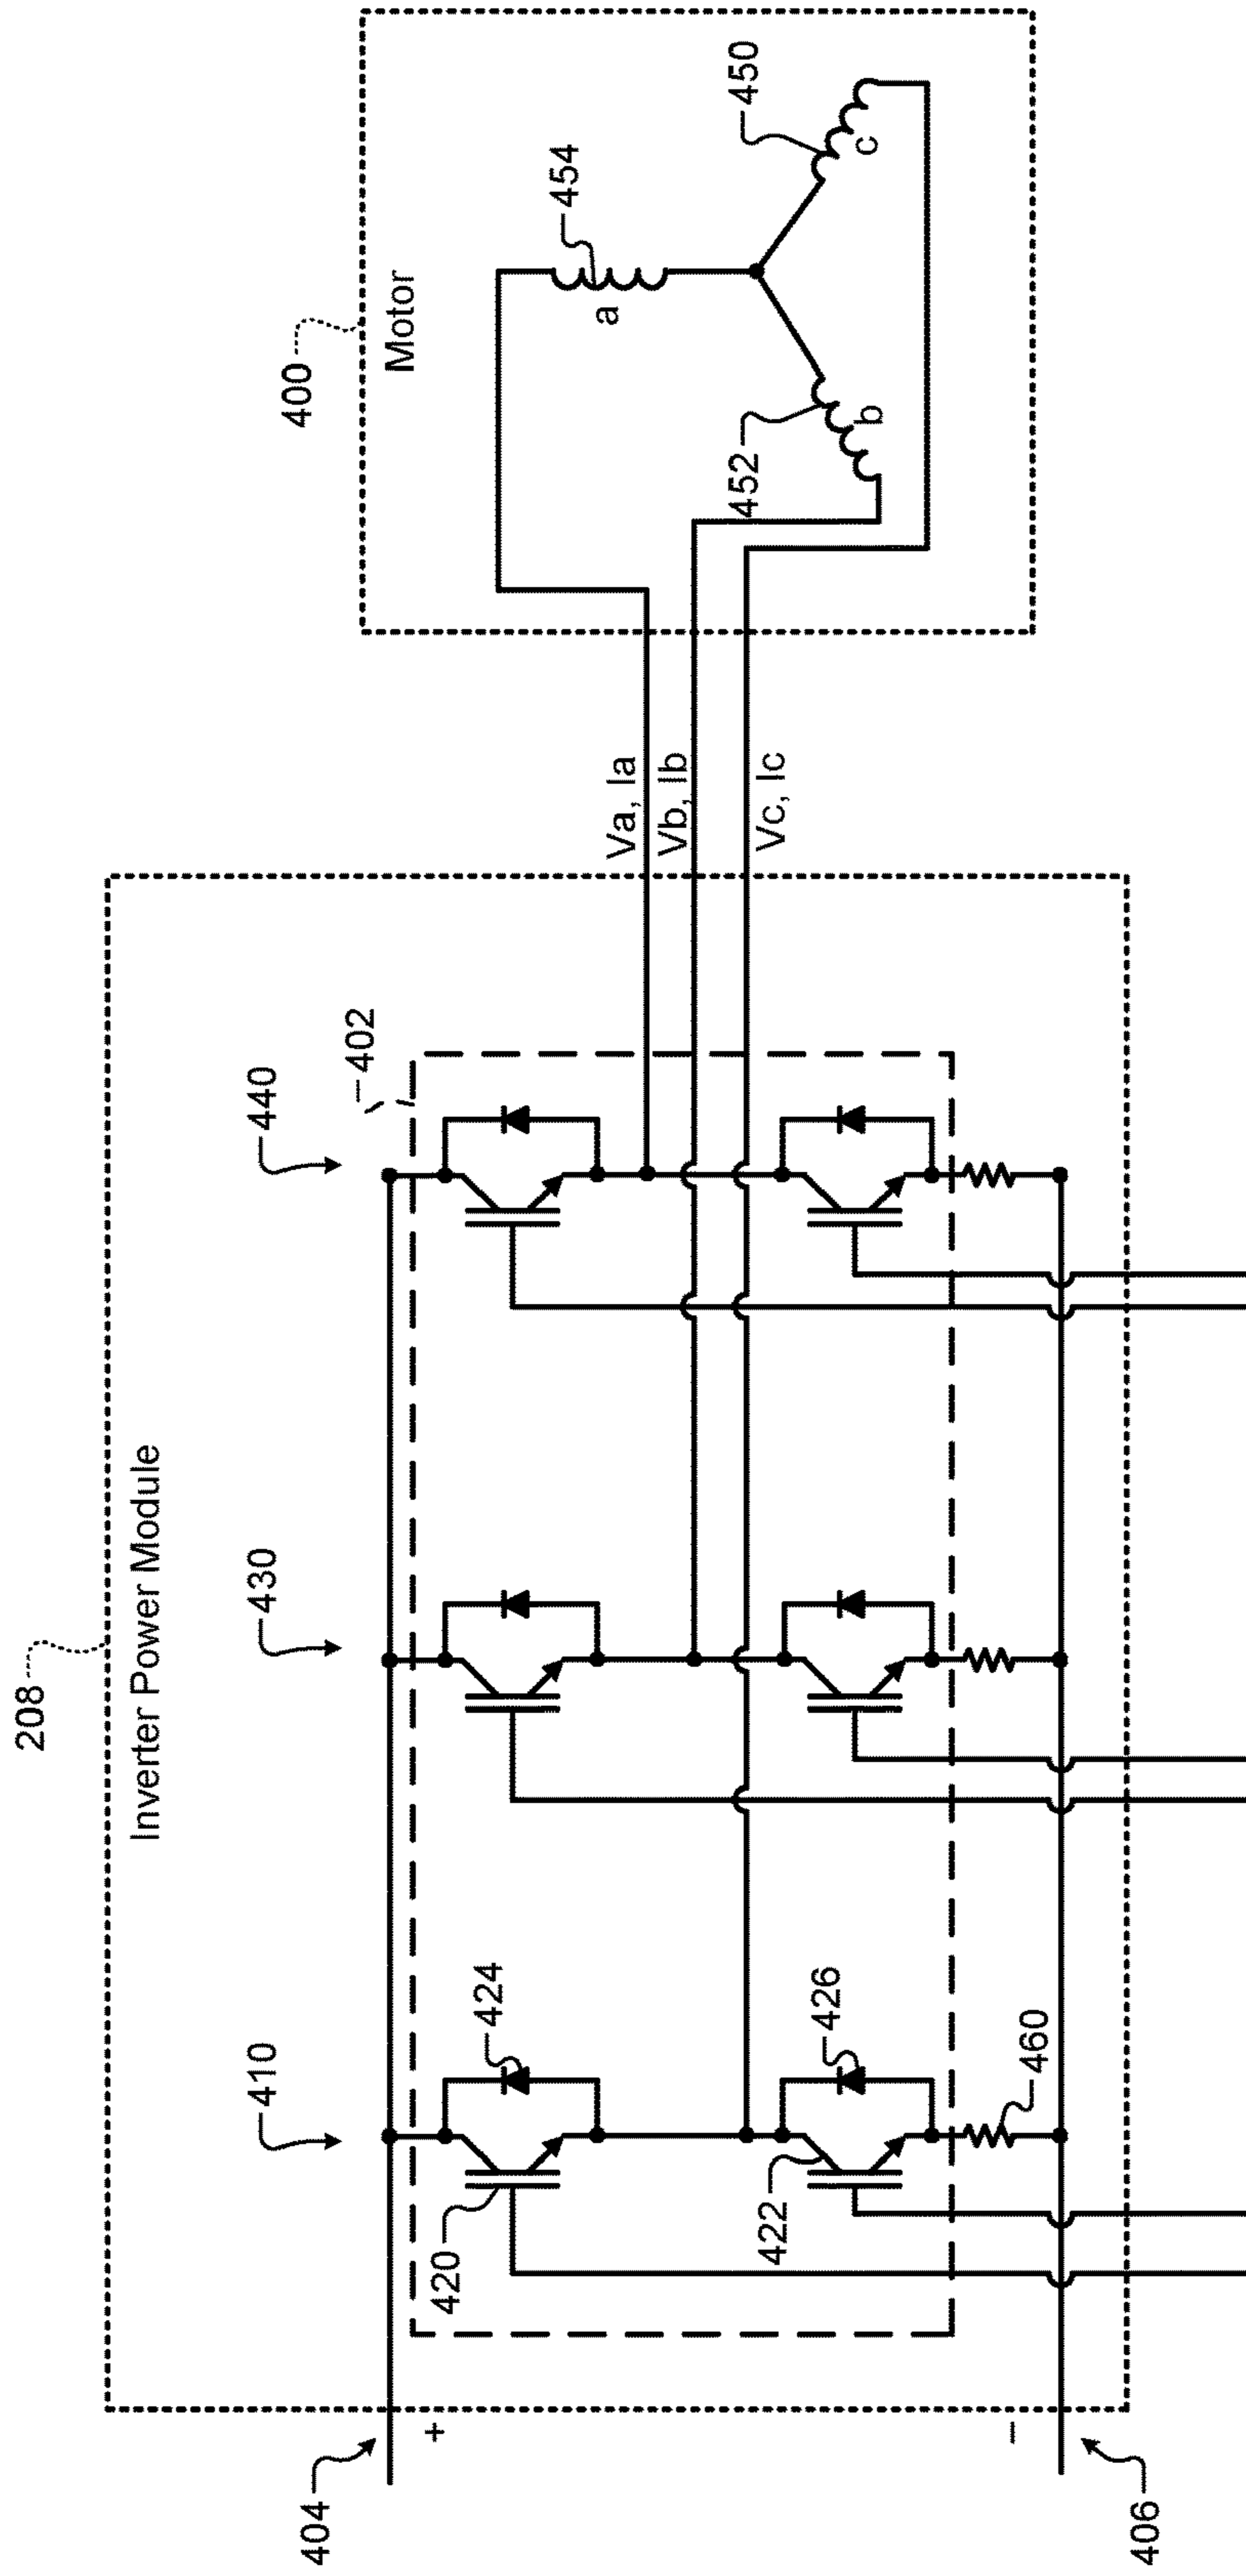 208
Inverter Power Module
400
Motor
410
430
440
402
404
+
420
424
422
426
460
−
406
Va, Ia
Vb, Ib
Vc, Ic
454
a
452
b
450
c